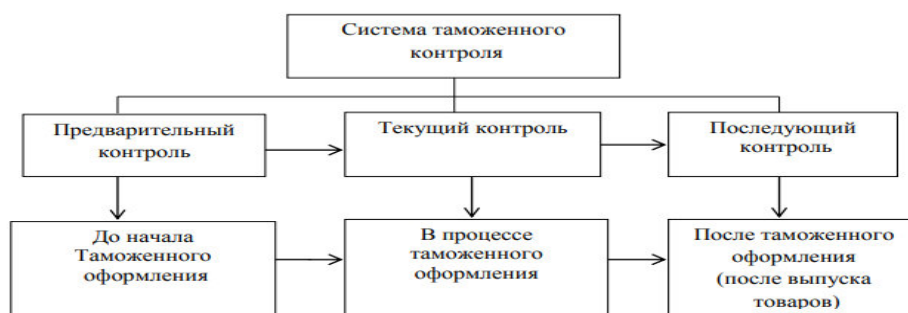 Система таможенного
контроля
Предварительный
контроль
Текущий контроль
Последующий
контроль
До начала
Таможенного
оформления
В процессе
таможенного
оформления
После таможенного
оформления
(после выпуска
товаров)